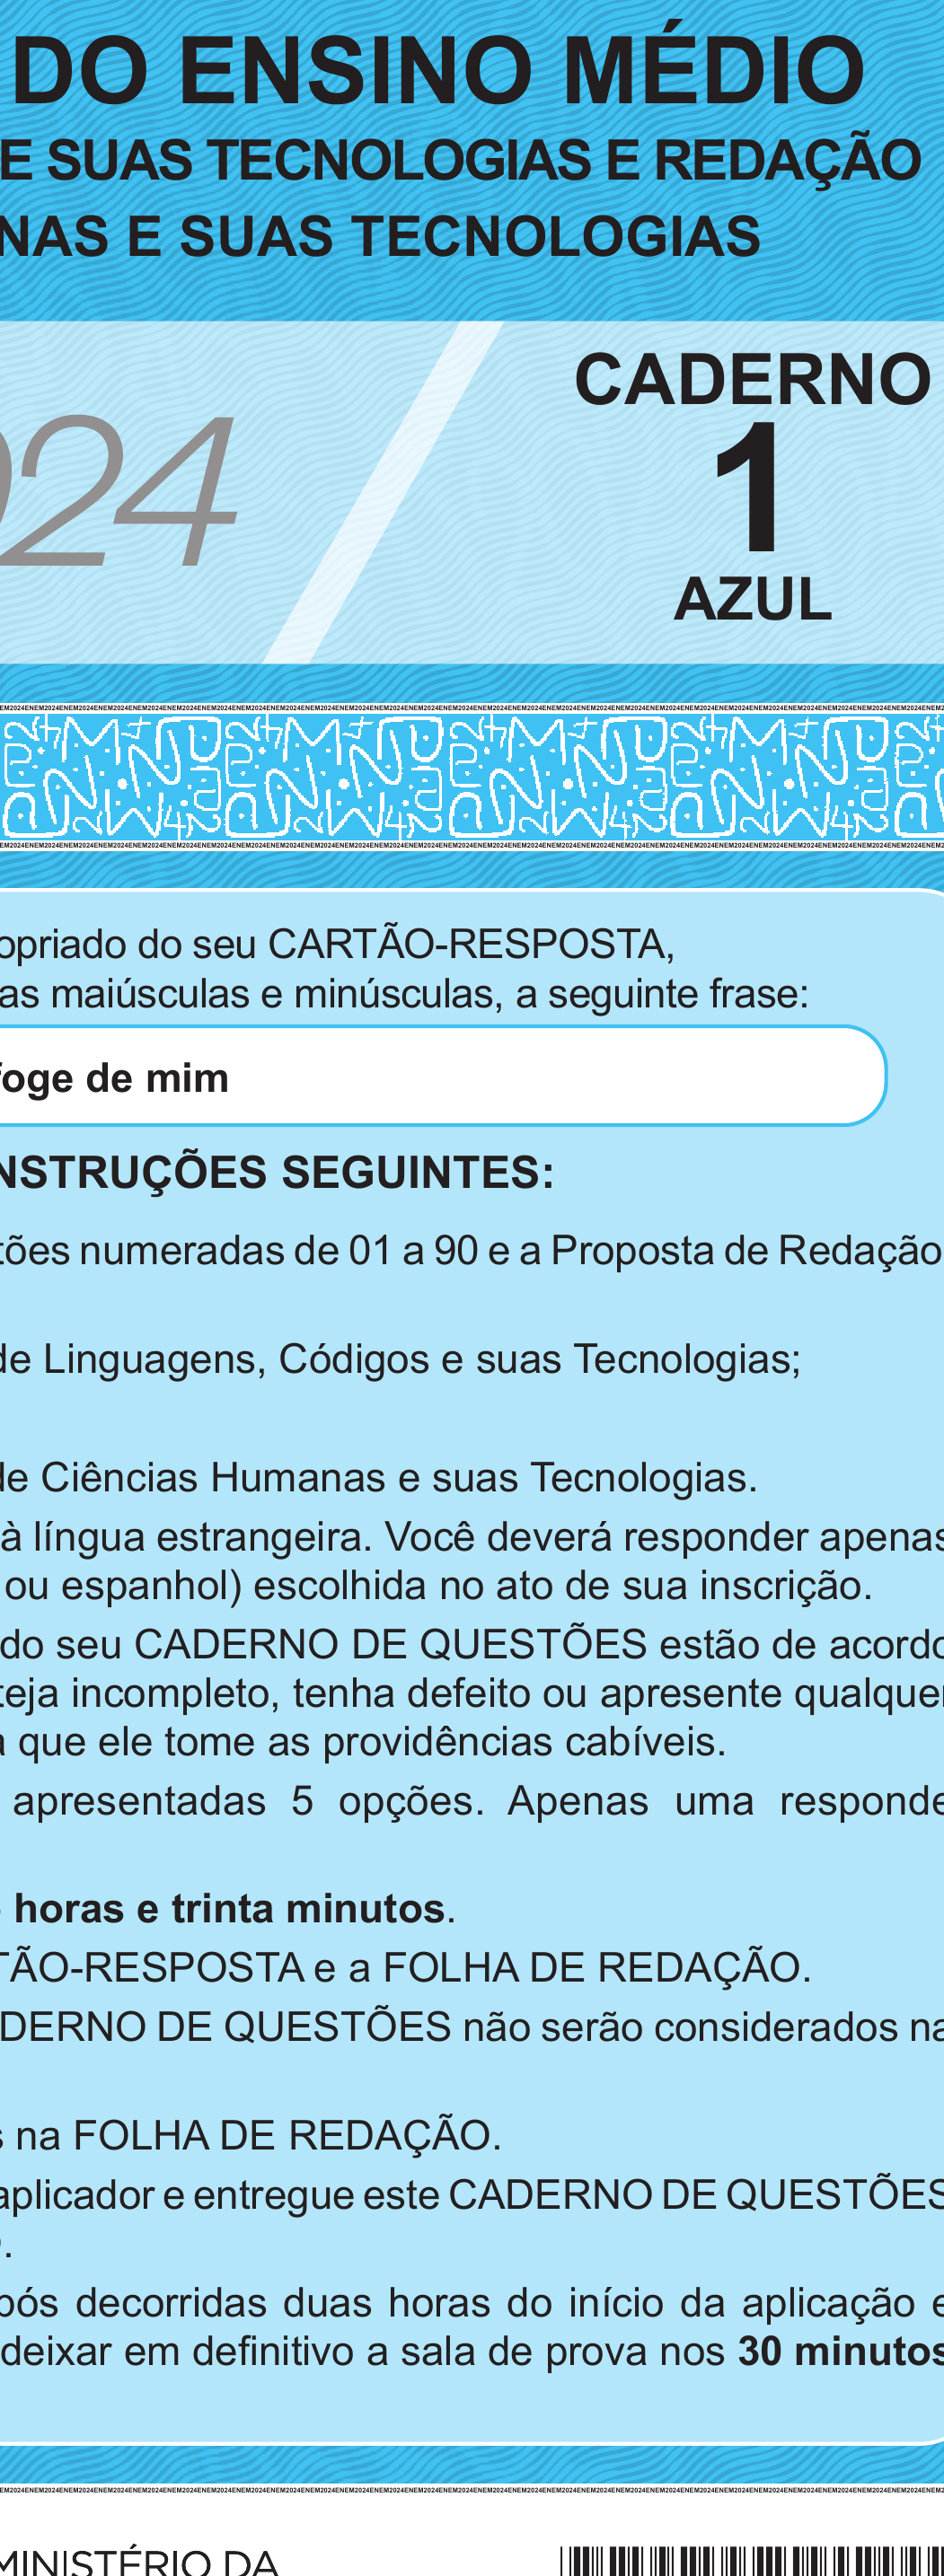 DO ENSINO MÉDIO
E SUAS TECNOLOGIAS E REDAÇÃO
NAS E SUAS TECNOLOGIAS
024
CADERNO
1
AZUL
ENEM2024ENEM2024ENEM2024ENEM2024ENEM2024ENEM2024ENEM2024ENEM2024ENEM2024ENEM2024ENEM2024ENEM2024ENEM2024ENEM2024
ENEM2024ENEM2024ENEM2024ENEM2024ENEM2024ENEM2024ENEM2024ENEM2024ENEM2024ENEM2024ENEM2024ENEM2024ENEM2024ENEM2024
opriado do seu CARTÃO-RESPOSTA,
as maiúsculas e minúsculas, a seguinte frase:
foge de mim
NSTRUÇÕES SEGUINTES:
tões numeradas de 01 a 90 e a Proposta de Redação
de Linguagens, Códigos e suas Tecnologias;
de Ciências Humanas e suas Tecnologias.
à língua estrangeira. Você deverá responder apenas
ou espanhol) escolhida no ato de sua inscrição.
do seu CADERNO DE QUESTÕES estão de acordo
teja incompleto, tenha defeito ou apresente qualquer
a que ele tome as providências cabíveis.
apresentadas 5 opções. Apenas uma responde
horas e trinta minutos.
TÃO-RESPOSTA e a FOLHA DE REDAÇÃO.
DERNO DE QUESTÕES não serão considerados na
s na FOLHA DE REDAÇÃO.
aplicador e entregue este CADERNO DE QUESTÕES
.
pós decorridas duas horas do início da aplicação e
deixar em definitivo a sala de prova nos 30 minutos
ENEM2024ENEM2024ENEM2024ENEM2024ENEM2024ENEM2024ENEM2024ENEM2024ENEM2024ENEM2024ENEM2024ENEM2024ENEM2024ENEM2024
MINISTÉRIO DA